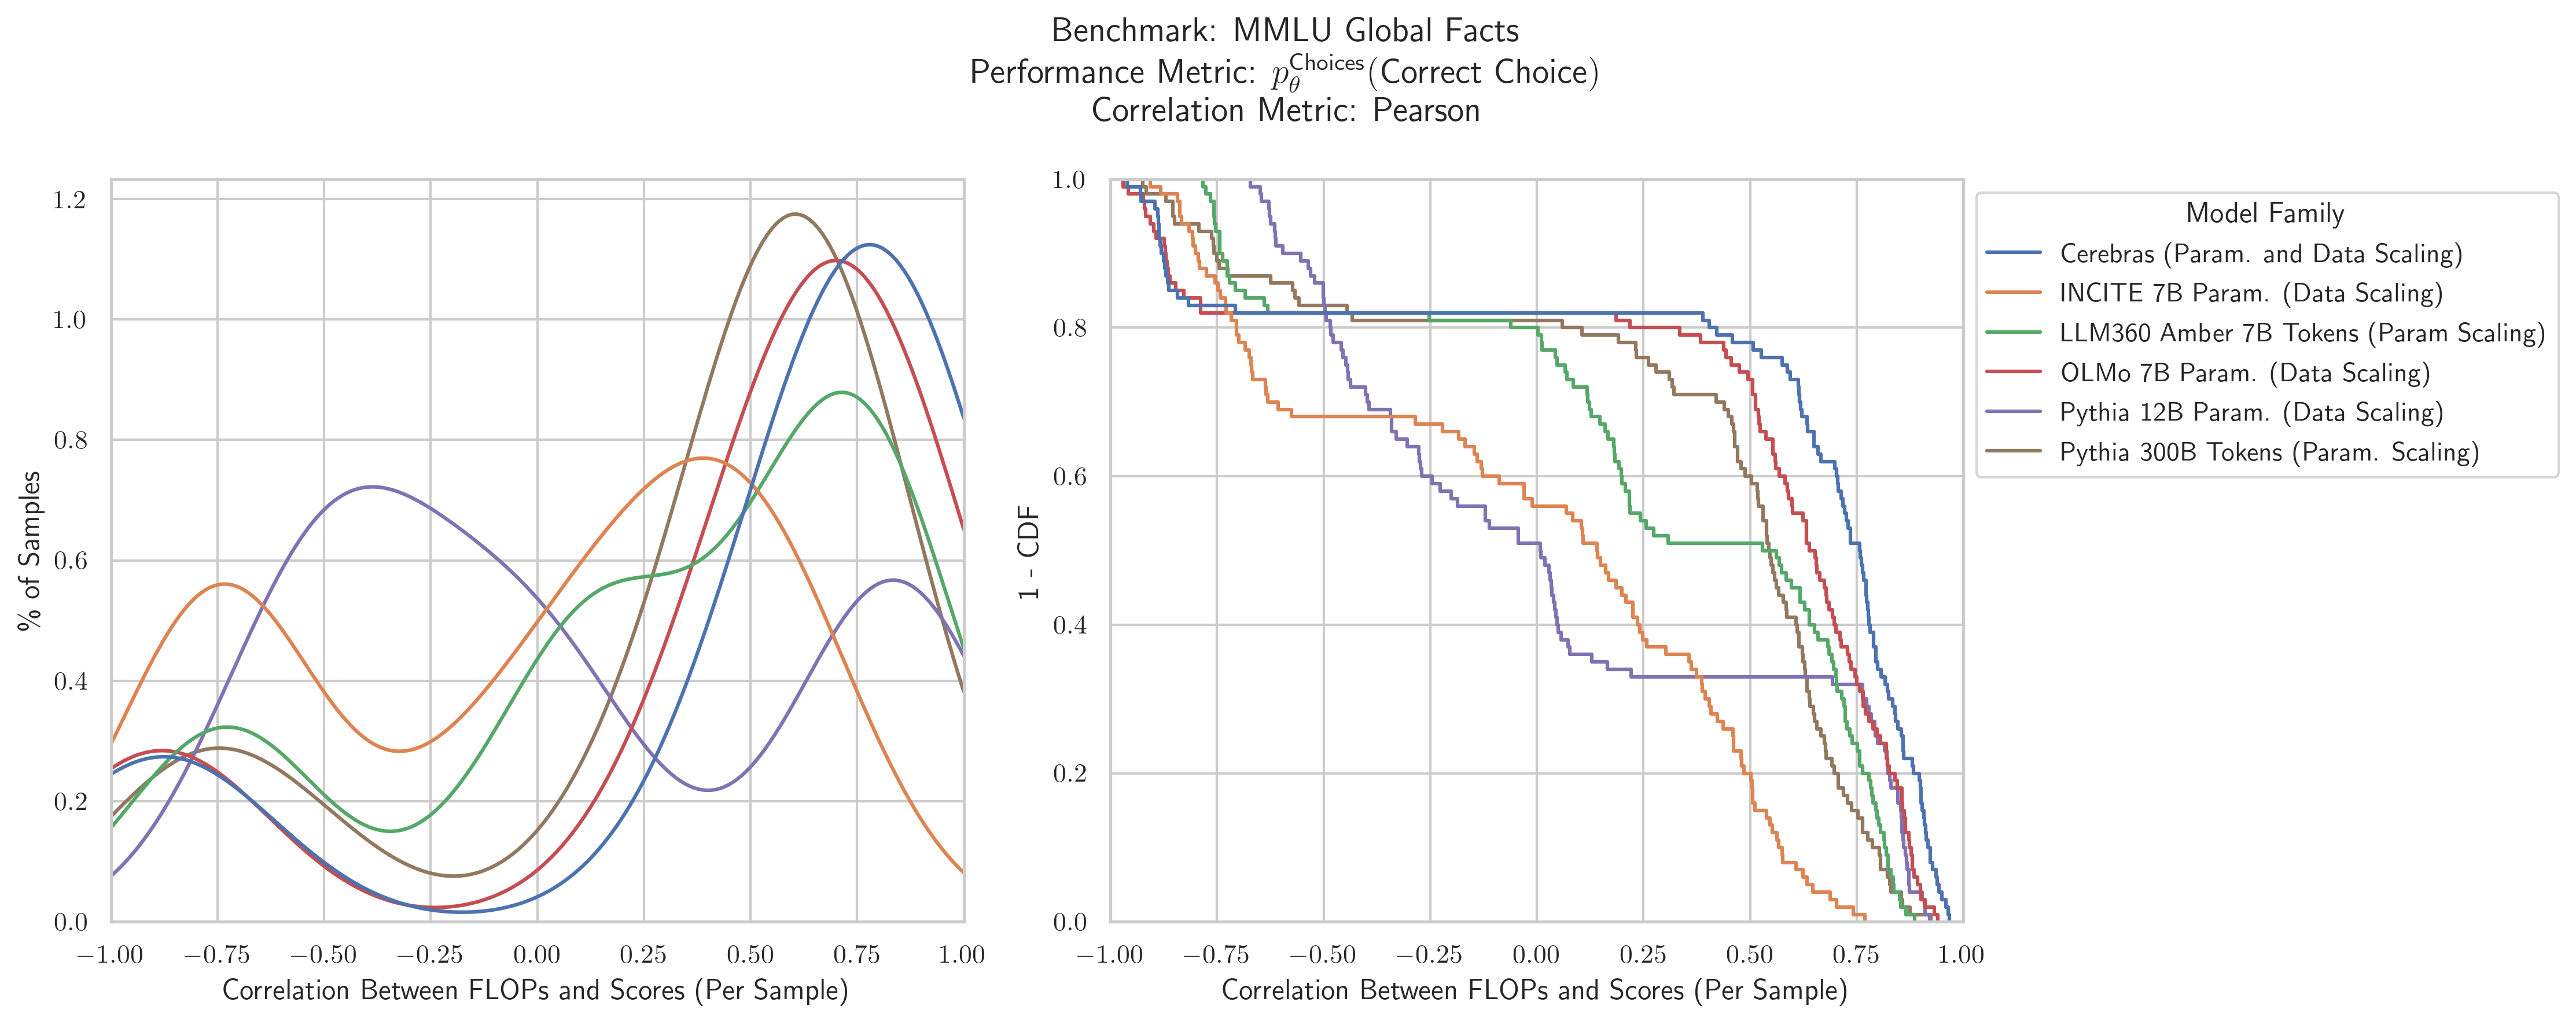 Benchmark: MMLU Global Facts
Performance Metric: p_θ^Choices(Correct Choice)
Correlation Metric: Pearson
% of Samples
1.2
1.0
0.8
0.6
0.4
0.2
0.0
−1.00 −0.75 −0.50 −0.25 0.00 0.25 0.50 0.75 1.00
Correlation Between FLOPs and Scores (Per Sample)
1 - CDF
1.0
0.8
0.6
0.4
0.2
0.0
−1.00 −0.75 −0.50 −0.25 0.00 0.25 0.50 0.75 1.00
Correlation Between FLOPs and Scores (Per Sample)
Model Family
Cerebras (Param. and Data Scaling)
INCITE 7B Param. (Data Scaling)
LLM360 Amber 7B Tokens (Param Scaling)
OLMo 7B Param. (Data Scaling)
Pythia 12B Param. (Data Scaling)
Pythia 300B Tokens (Param. Scaling)